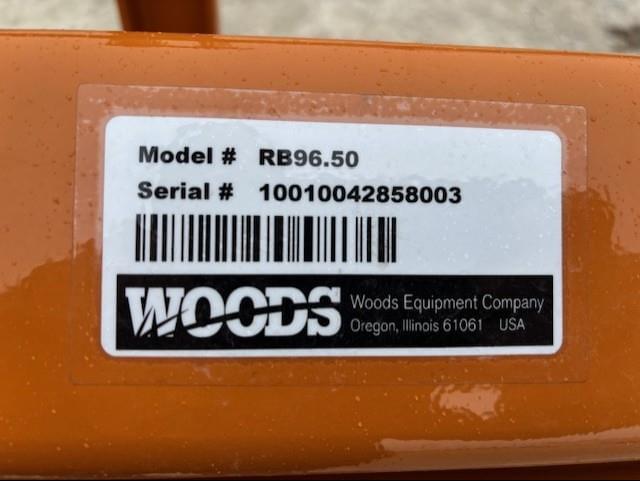 Model # RB96.50
Serial # 10010042858003
WOODS
Woods Equipment Company
Oregon, Illinois 61061 USA